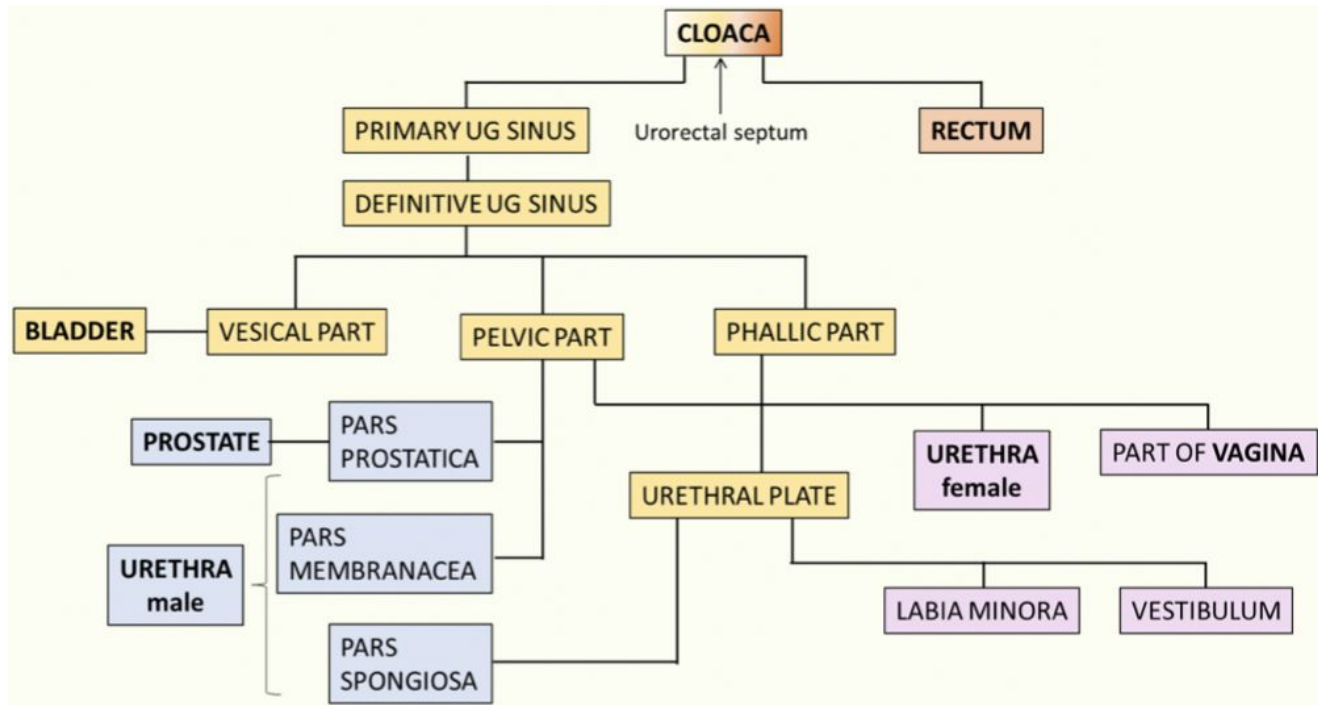 CLOACA
PRIMARY UG SINUS
Urorectal septum
RECTUM
DEFINITIVE UG SINUS
BLADDER
VESICAL PART
PELVIC PART
PHALLIC PART
PROSTATE
PARS
PROSTATICA
URETHRA
female
PART OF VAGINA
URETHRAL PLATE
URETHRA
male
PARS
MEMBRANACEA
LABIA MINORA
VESTIBULUM
PARS
SPONGIOSA